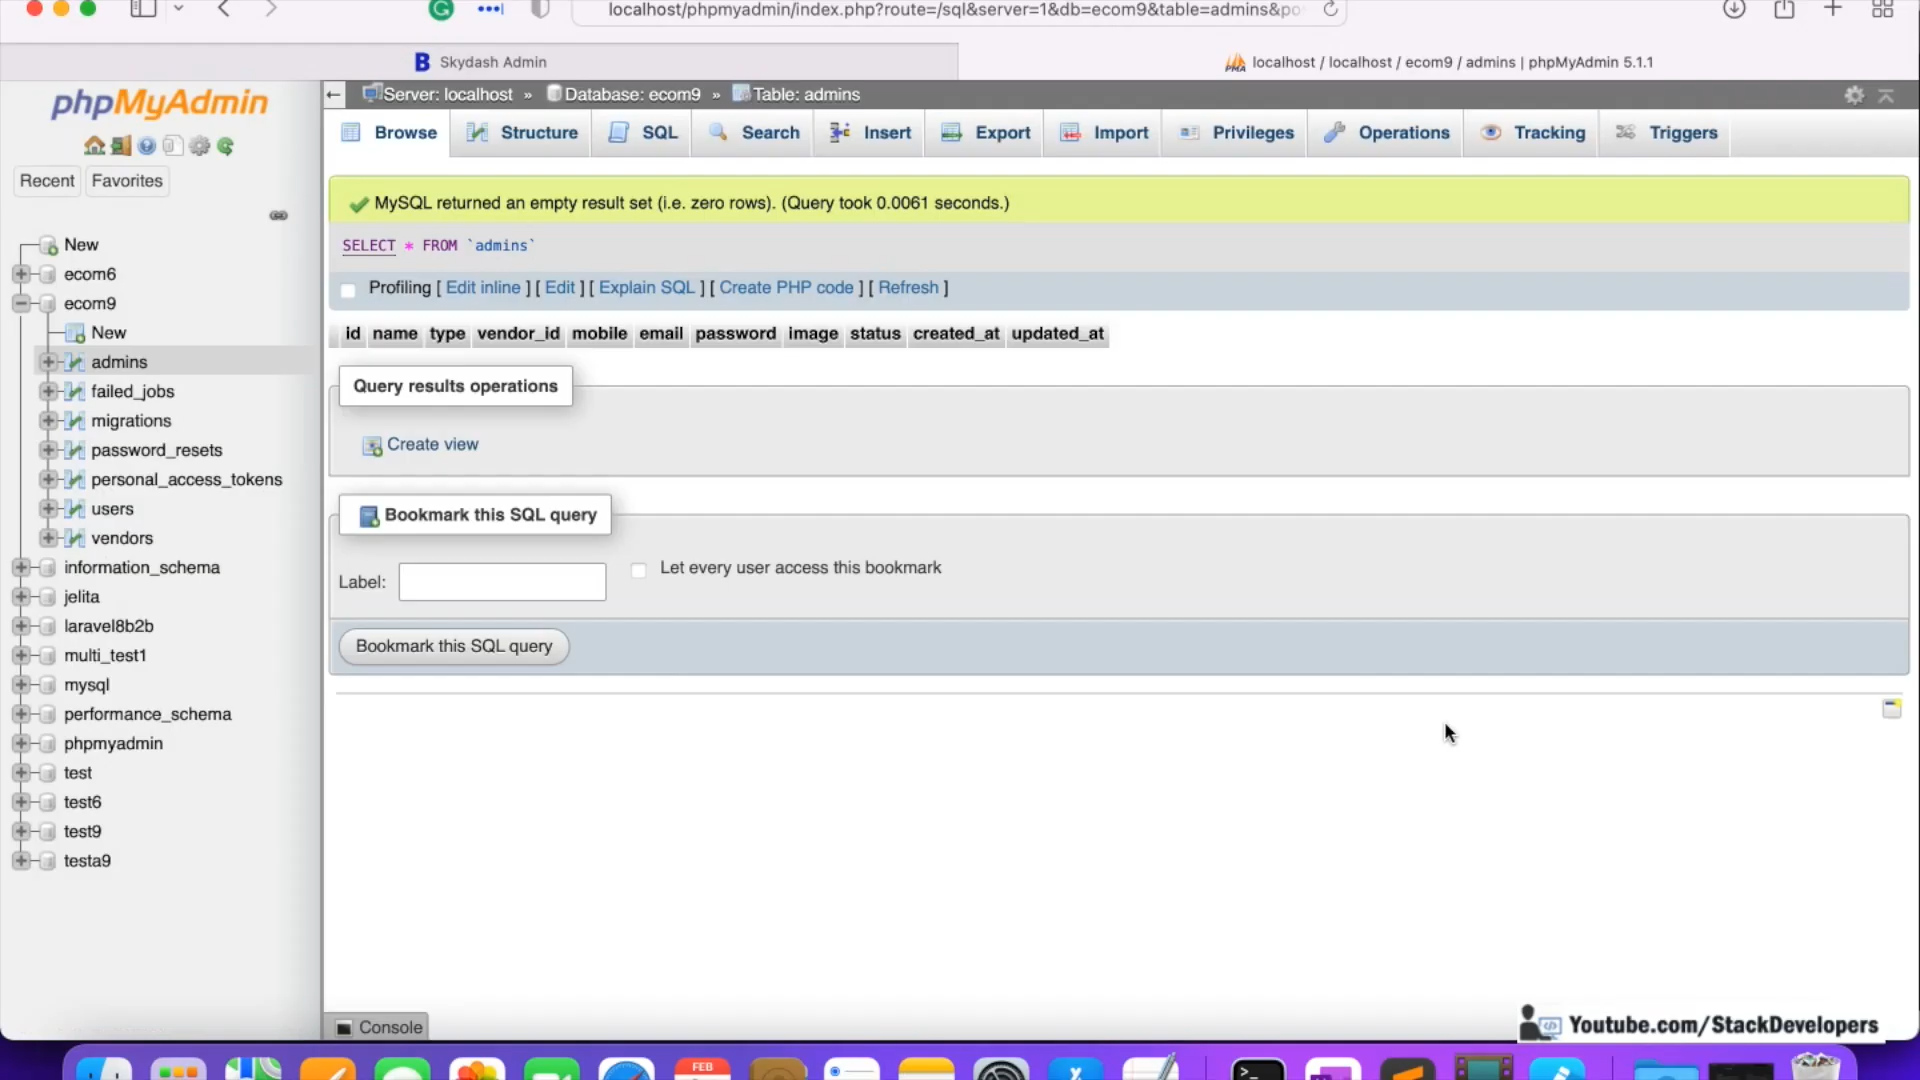 localhost/phpmyadmin/index.php?route=/sql&server=1&db=ecom9&table=admins&po
Skydash Admin
localhost / localhost / ecom9 / admins | phpMyAdmin 5.1.1
phpMyAdmin
Server: localhost » Database: ecom9 » Table: admins
Browse Structure SQL Search Insert Export Import Privileges Operations Tracking Triggers
Recent Favorites
MySQL returned an empty result set (i.e. zero rows). (Query took 0.0061 seconds.)
SELECT * FROM `admins`
Profiling [ Edit inline ] [ Edit ] [ Explain SQL ] [ Create PHP code ] [ Refresh ]
id name type vendor_id mobile email password image status created_at updated_at
Query results operations
Create view
Bookmark this SQL query
Label:
Let every user access this bookmark
Bookmark this SQL query
New
ecom6
ecom9
New
admins
failed_jobs
migrations
password_resets
personal_access_tokens
users
vendors
information_schema
jelita
laravel8b2b
multi_test1
mysql
performance_schema
phpmyadmin
test
test6
test9
testa9
Console
Youtube.com/StackDevelopers
FEB